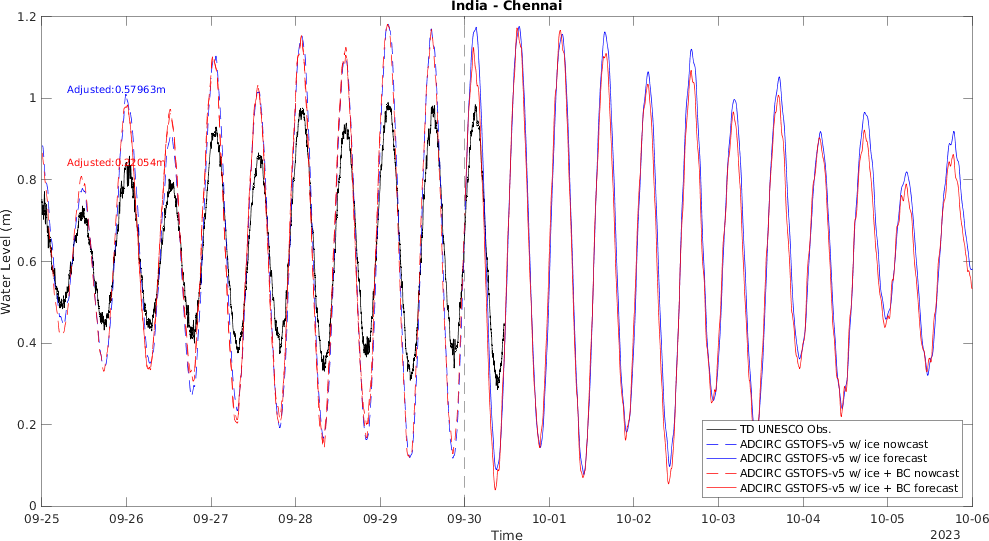 India - Chennai
Water Level (m)
1.2
1
0.8
0.6
0.4
0.2
0
Adjusted:0.57963m
Adjusted:0.72054m
TD UNESCO Obs.
ADCIRC GSTOFS-v5 w/ ice nowcast
ADCIRC GSTOFS-v5 w/ ice forecast
ADCIRC GSTOFS-v5 w/ ice + BC nowcast
ADCIRC GSTOFS-v5 w/ ice + BC forecast
09-25 09-26 09-27 09-28 09-29 09-30 10-01 10-02 10-03 10-04 10-05 10-06
Time
2023